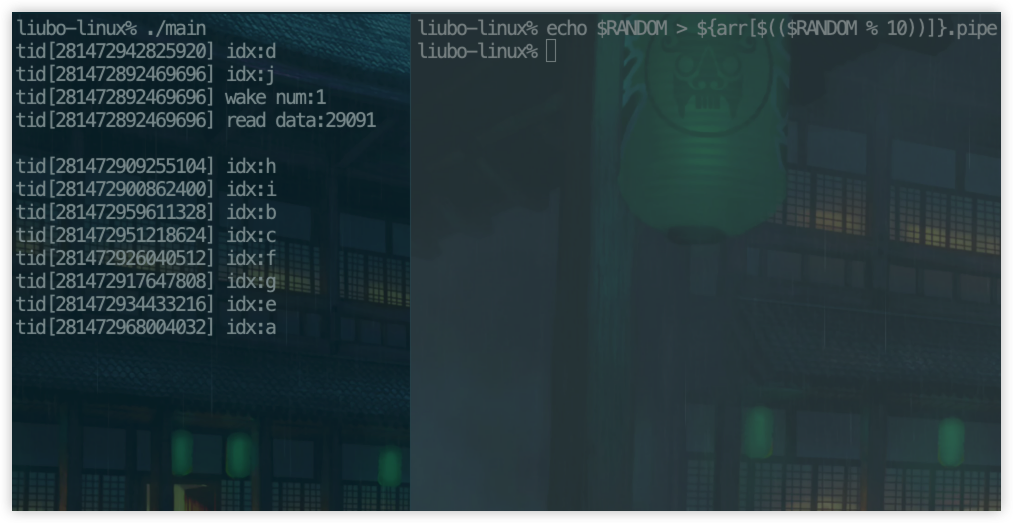 liubo-linux% ./main
tid[281472942825920] idx:d
tid[281472892469696] idx:j
tid[281472892469696] wake num:1
tid[281472892469696] read data:29091
tid[281472909255104] idx:h
tid[281472900862400] idx:i
tid[281472959611328] idx:b
tid[281472951218624] idx:c
tid[281472926040512] idx:f
tid[281472917647808] idx:g
tid[281472934433216] idx:e
tid[281472968004032] idx:a
liubo-linux% echo $RANDOM > ${arr[$(($RANDOM % 10))]}.pipe
liubo-linux%